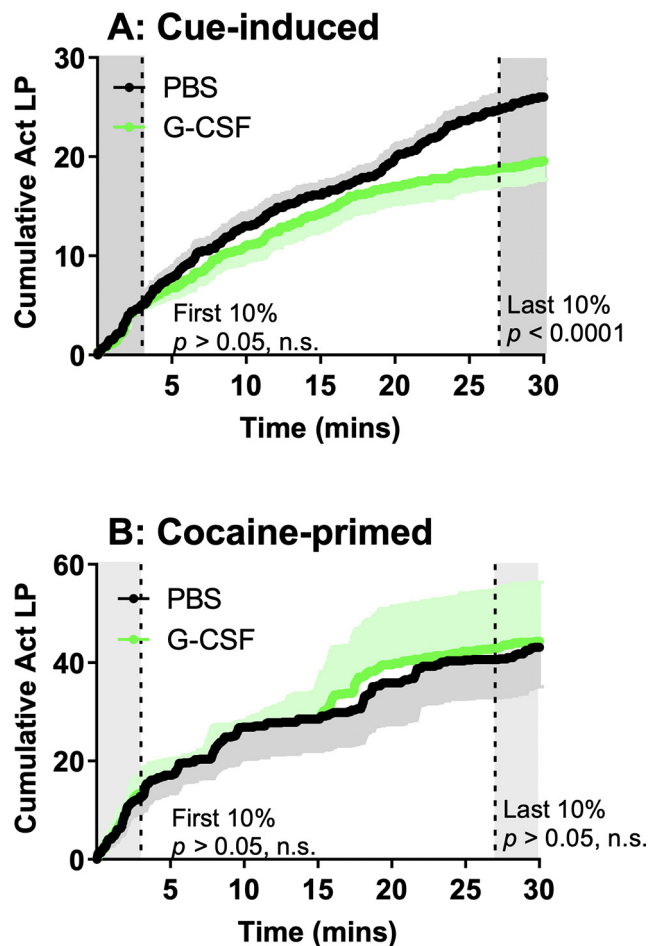 A: Cue-induced
30
20
10
0
Cumulative Act LP
PBS
G-CSF
First 10%
p > 0.05, n.s.
Last 10%
p < 0.0001
5 10 15 20 25 30
Time (mins)
B: Cocaine-primed
60
40
20
0
Cumulative Act LP
PBS
G-CSF
First 10%
p > 0.05, n.s.
Last 10%
p > 0.05, n.s.
5 10 15 20 25 30
Time (mins)